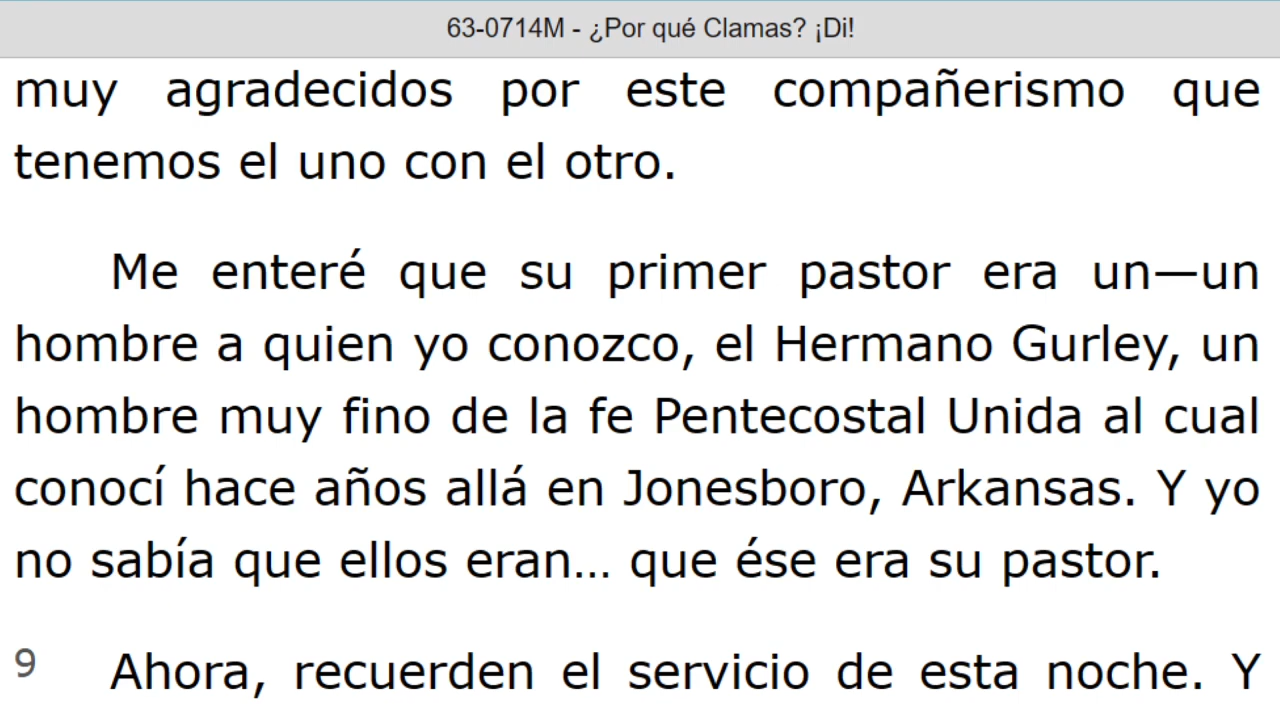 63-0714M - ¿Por qué Clamas? ¡Di!
muy agradecidos por este compañerismo que
tenemos el uno con el otro.
Me enteré que su primer pastor era un—un
hombre a quien yo conozco, el Hermano Gurley, un
hombre muy fino de la fe Pentecostal Unida al cual
conocí hace años allá en Jonesboro, Arkansas. Y yo
no sabía que ellos eran... que ése era su pastor.
9 Ahora, recuerden el servicio de esta noche. Y